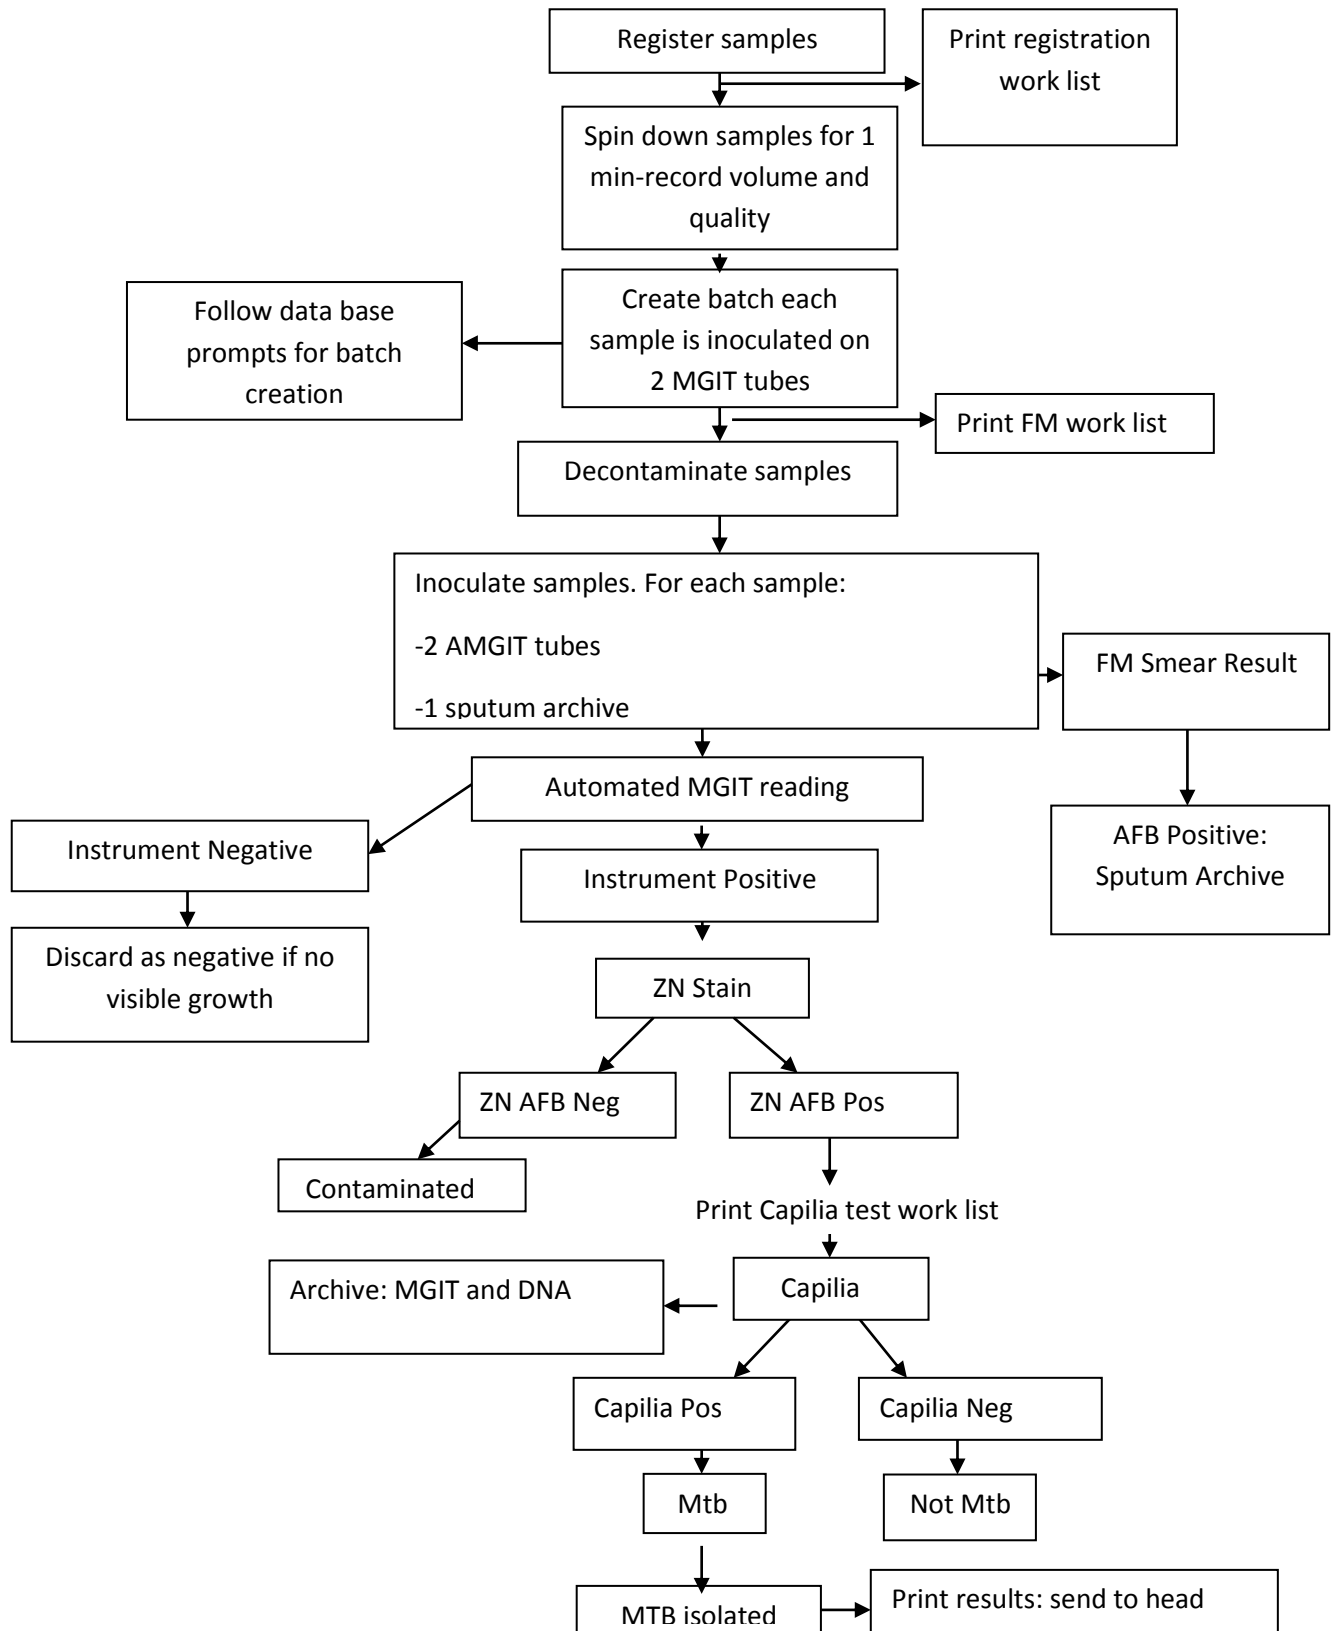 Register samples
Print registration
work list
Spin down samples for 1
min-record volume and
quality
Create batch each
sample is inoculated on
2 MGIT tubes
Follow data base
prompts for batch
creation
Print FM work list
Decontaminate samples
Inoculate samples. For each sample:
-2 AMGIT tubes
-1 sputum archive
FM Smear Result
AFB Positive:
Sputum Archive
Automated MGIT reading
Instrument Negative
Instrument Positive
Discard as negative if no
visible growth
ZN Stain
ZN AFB Neg
ZN AFB Pos
Contaminated
Print Capilia test work list
Capilia
Archive: MGIT and DNA
Capilia Pos
Capilia Neg
Mtb
Not Mtb
MTB isolated
Print results: send to head